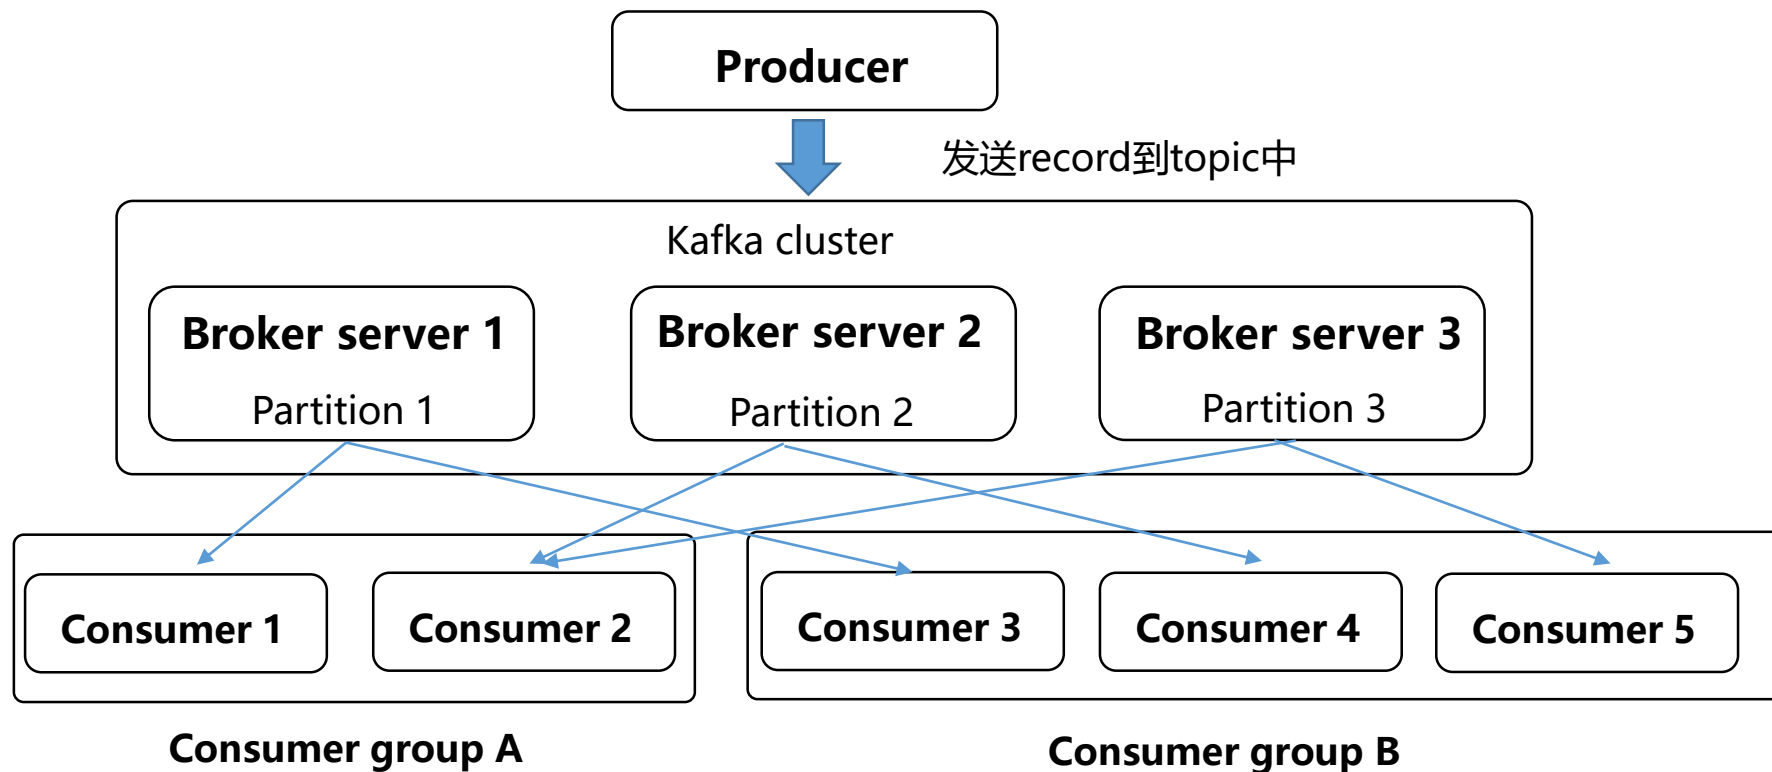 Producer
发送record到topic中
Kafka cluster
Broker server 1
Broker server 2
Broker server 3
Partition 1
Partition 2
Partition 3
Consumer 1
Consumer 2
Consumer 3
Consumer 4
Consumer 5
Consumer group A
Consumer group B